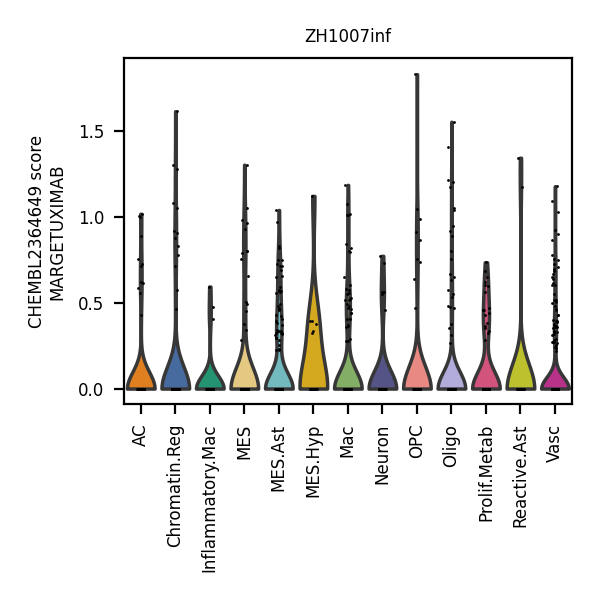 ZH1007inf
CHEMBL2364649 score
MARGETUXIMAB
1.5
1.0
0.5
0.0
AC
Chromatin.Reg
Inflammatory.Mac
MES
MES.Ast
MES.Hyp
Mac
Neuron
OPC
Oligo
Prolif.Metab
Reactive.Ast
Vasc